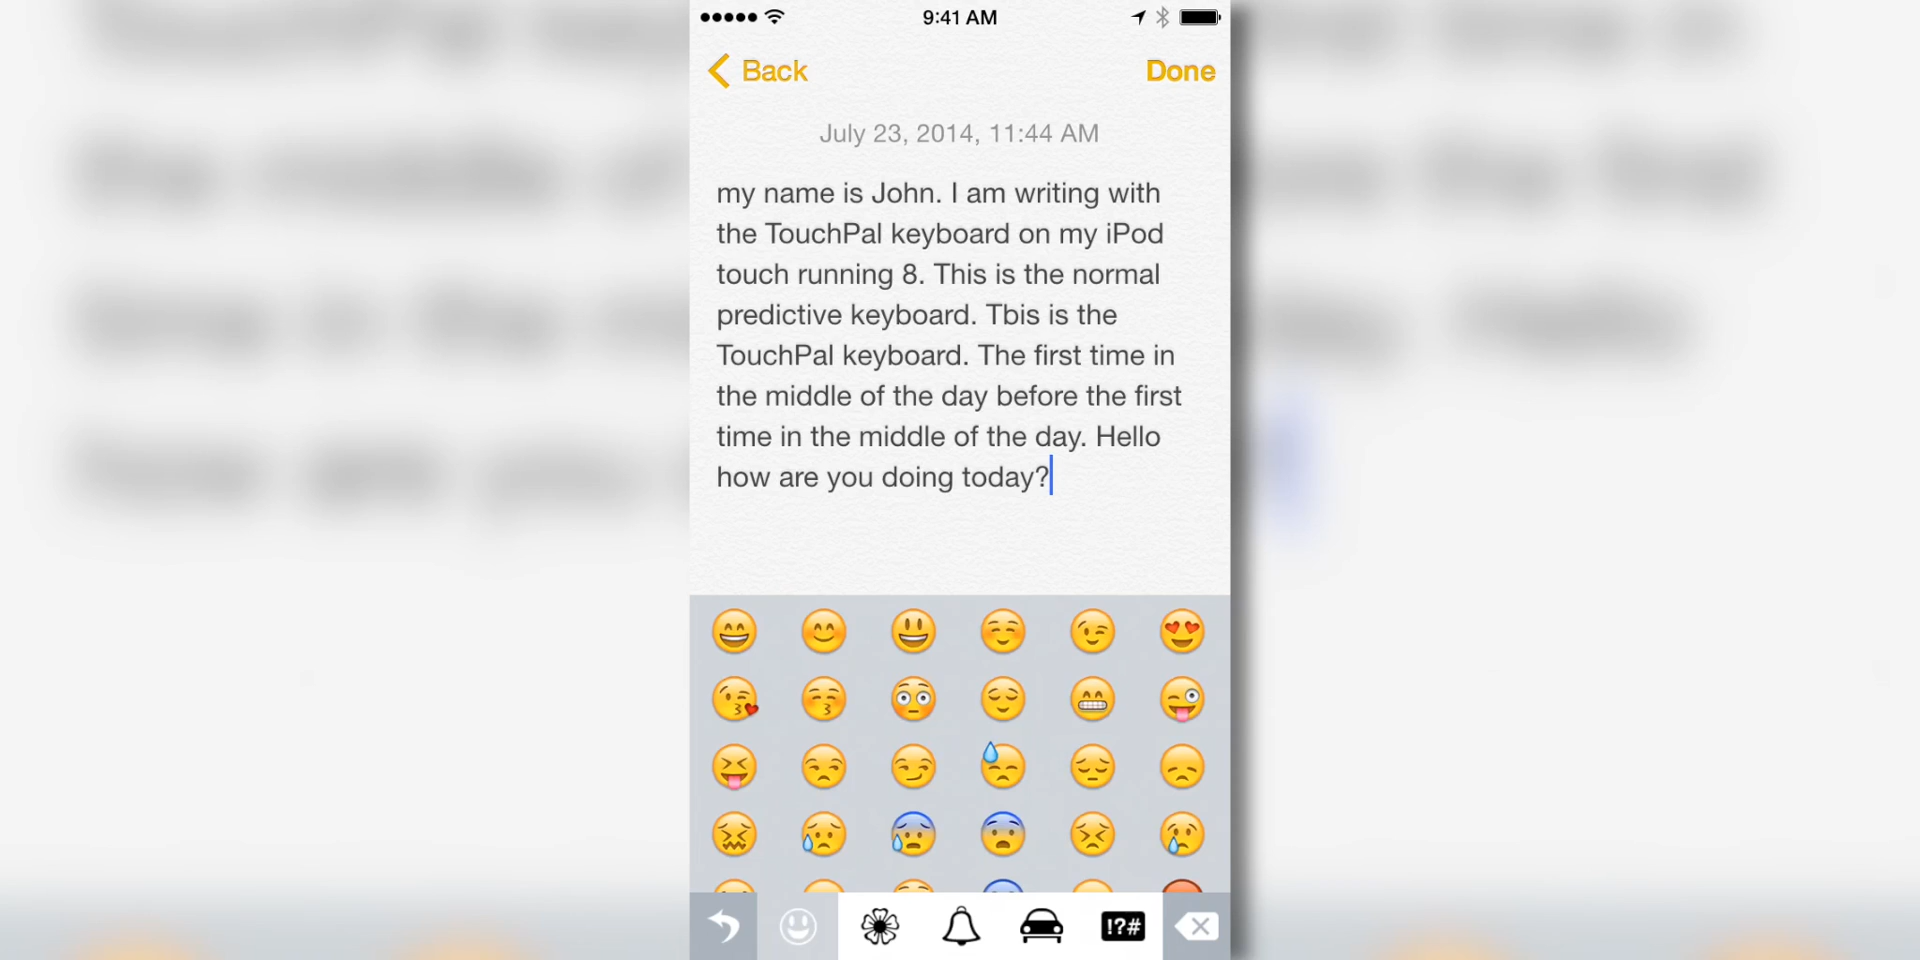 9:41 AM
Back
Done
July 23, 2014, 11:44 AM
my name is John. I am writing with
the TouchPal keyboard on my iPod
touch running 8. This is the normal
predictive keyboard. Tbis is the
TouchPal keyboard. The first time in
the middle of the day before the first
time in the middle of the day. Hello
how are you doing today?
!?#